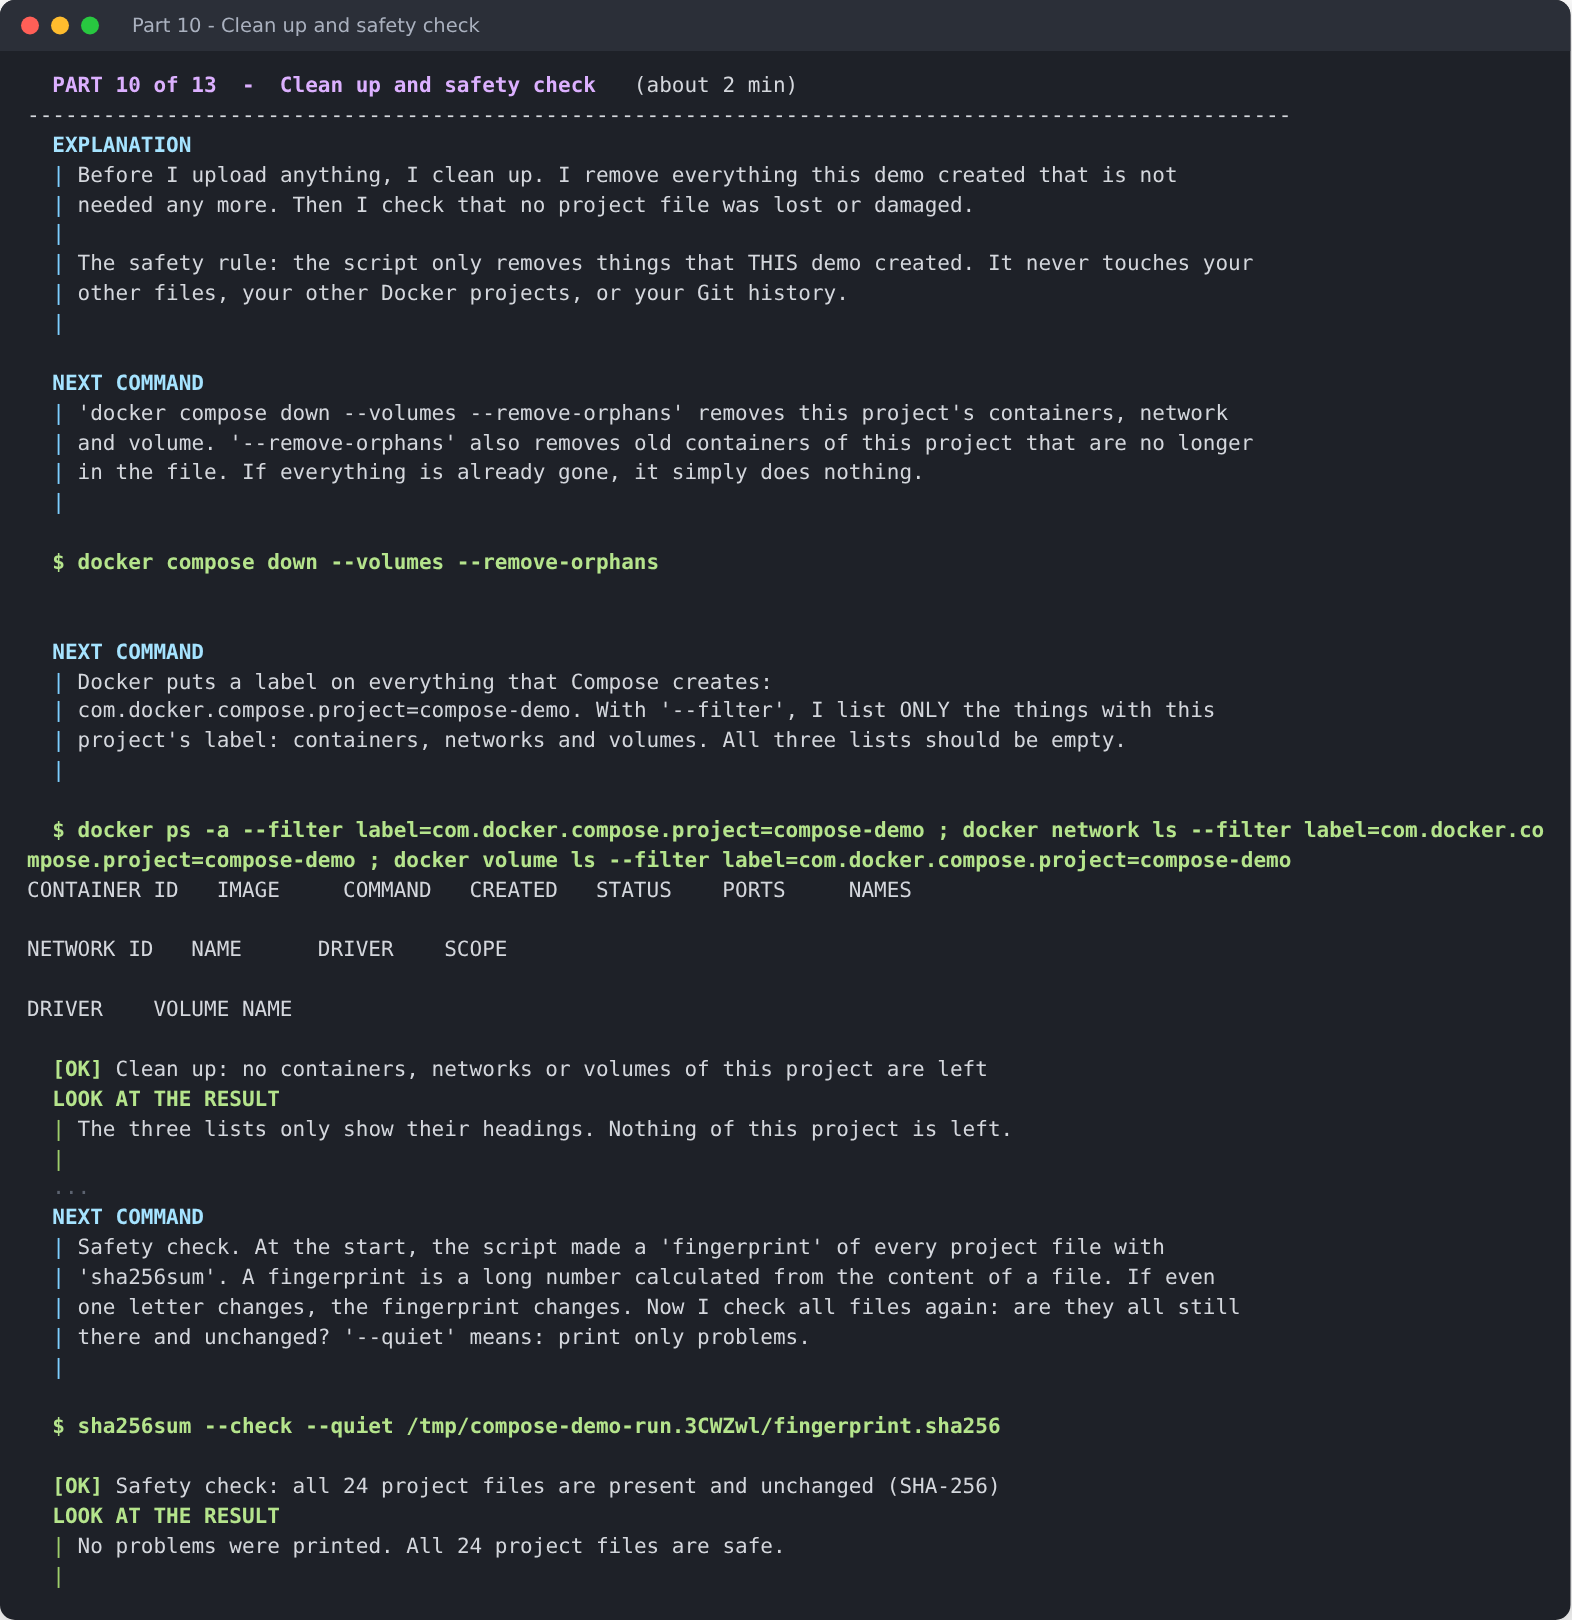 Part 10 - Clean up and safety check
PART 10 of 13  -  Clean up and safety check   (about 2 min)
----------------------------------------------------------------------------------------------------
EXPLANATION
| Before I upload anything, I clean up. I remove everything this demo created that is not
| needed any more. Then I check that no project file was lost or damaged.
|
| The safety rule: the script only removes things that THIS demo created. It never touches your
| other files, your other Docker projects, or your Git history.
|
NEXT COMMAND
| 'docker compose down --volumes --remove-orphans' removes this project's containers, network
| and volume. '--remove-orphans' also removes old containers of this project that are no longer
| in the file. If everything is already gone, it simply does nothing.
|
$ docker compose down --volumes --remove-orphans
NEXT COMMAND
| Docker puts a label on everything that Compose creates:
| com.docker.compose.project=compose-demo. With '--filter', I list ONLY the things with this
| project's label: containers, networks and volumes. All three lists should be empty.
|
$ docker ps -a --filter label=com.docker.compose.project=compose-demo ; docker network ls --filter label=com.docker.co
mpose.project=compose-demo ; docker volume ls --filter label=com.docker.compose.project=compose-demo
CONTAINER ID   IMAGE     COMMAND   CREATED   STATUS    PORTS     NAMES
NETWORK ID   NAME      DRIVER    SCOPE
DRIVER    VOLUME NAME
[OK] Clean up: no containers, networks or volumes of this project are left
LOOK AT THE RESULT
| The three lists only show their headings. Nothing of this project is left.
|
...
NEXT COMMAND
| Safety check. At the start, the script made a 'fingerprint' of every project file with
| 'sha256sum'. A fingerprint is a long number calculated from the content of a file. If even
| one letter changes, the fingerprint changes. Now I check all files again: are they all still
| there and unchanged? '--quiet' means: print only problems.
|
$ sha256sum --check --quiet /tmp/compose-demo-run.3CWZwl/fingerprint.sha256
[OK] Safety check: all 24 project files are present and unchanged (SHA-256)
LOOK AT THE RESULT
| No problems were printed. All 24 project files are safe.
|